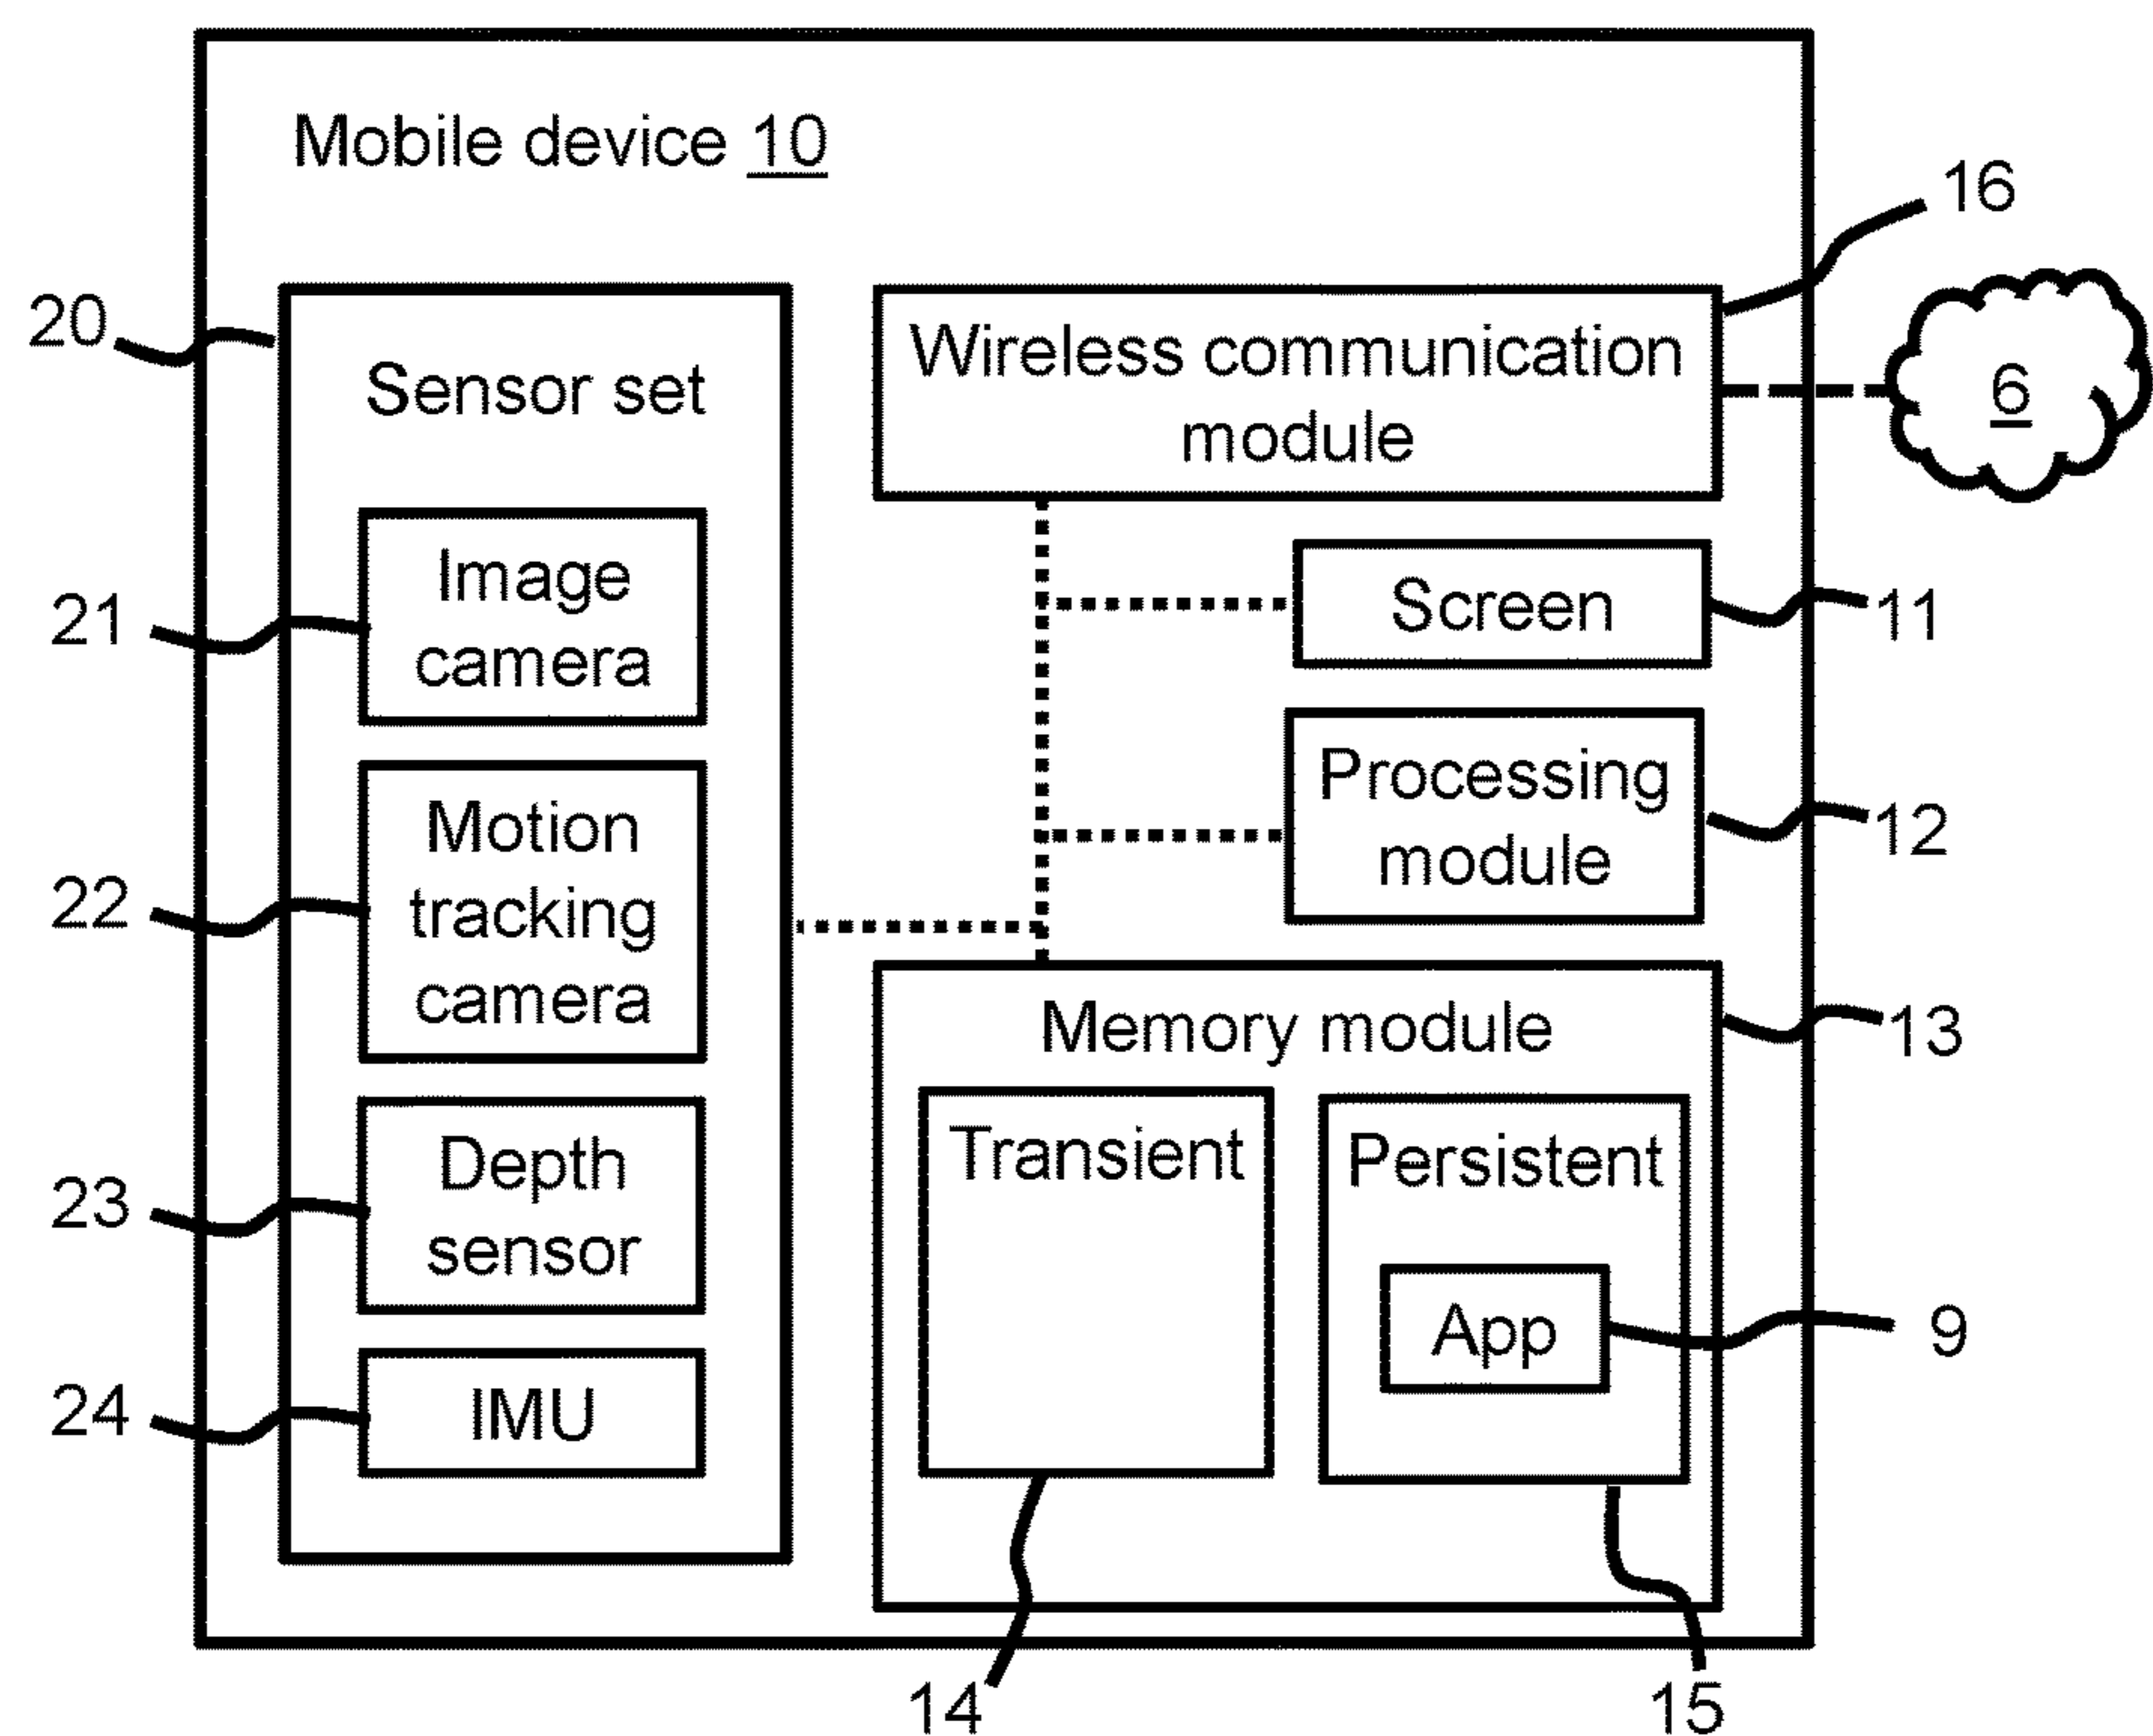 Mobile device 10
16
20
Sensor set
Wireless communication
module
6
21
Image
camera
Screen
11
22
Motion
tracking
camera
Processing
module
12
Memory module
13
23
Depth
sensor
Transient
Persistent
App
9
24
IMU
14
15